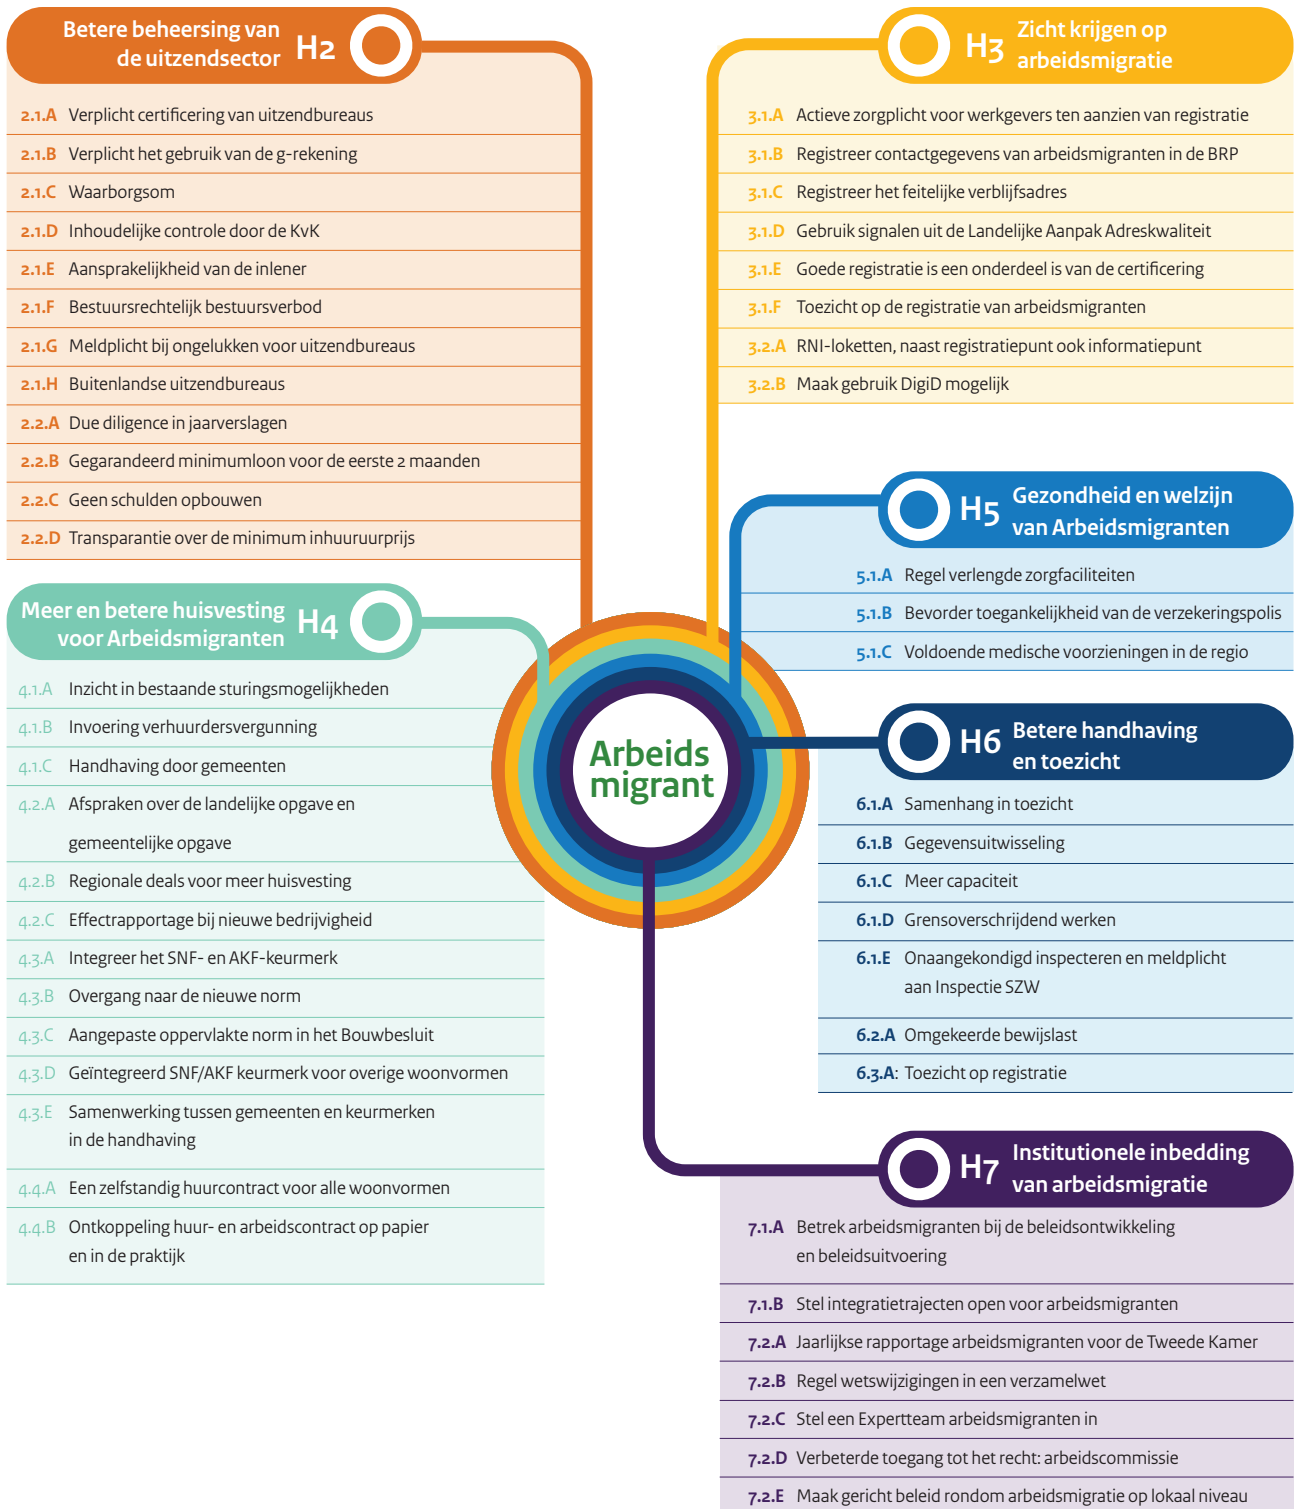 Betere beheersing van
de uitzendsector
H2
2.1.A Verplicht certificering van uitzendbureaus
2.1.B Verplicht het gebruik van de g-rekening
2.1.C Waarborgsom
2.1.D Inhoudelijke controle door de KvK
2.1.E Aansprakelijkheid van de inlener
2.1.F Bestuursrechtelijk bestuursverbod
2.1.G Meldplicht bij ongelukken voor uitzendbureaus
2.1.H Buitenlandse uitzendbureaus
2.2.A Due diligence in jaarverslagen
2.2.B Gegarandeerd minimumloon voor de eerste 2 maanden
2.2.C Geen schulden opbouwen
2.2.D Transparantie over de minimum inhuuruurprijs
H3
Zicht krijgen op
arbeidsmigratie
3.1.A Actieve zorgplicht voor werkgevers ten aanzien van registratie
3.1.B Registreer contactgegevens van arbeidsmigranten in de BRP
3.1.C Registreer het feitelijke verblijfsadres
3.1.D Gebruik signalen uit de Landelijke Aanpak Adreskwaliteit
3.1.E Goede registratie is een onderdeel is van de certificering
3.1.F Toezicht op de registratie van arbeidsmigranten
3.2.A RNI-loketten, naast registratiepunt ook informatiepunt
3.2.B Maak gebruik DigiD mogelijk
Meer en betere huisvesting
voor Arbeidsmigranten
H4
4.1.A Inzicht in bestaande sturingsmogelijkheden
4.1.B Invoering verhuurdersvergunning
4.1.C Handhaving door gemeenten
4.2.A Afspraken over de landelijke opgave en
gemeentelijke opgave
4.2.B Regionale deals voor meer huisvesting
4.2.C Effectrapportage bij nieuwe bedrijvigheid
4.3.A Integreer het SNF- en AKF-keurmerk
4.3.B Overgang naar de nieuwe norm
4.3.C Aangepaste oppervlakte norm in het Bouwbesluit
4.3.D Geïntegreerd SNF/AKF keurmerk voor overige woonvormen
4.3.E Samenwerking tussen gemeenten en keurmerken
in de handhaving
4.4.A Een zelfstandig huurcontract voor alle woonvormen
4.4.B Ontkoppeling huur- en arbeidscontract op papier
en in de praktijk
Arbeids
migrant
H5
Gezondheid en welzijn
van Arbeidsmigranten
5.1.A Regel verlengde zorgfaciliteiten
5.1.B Bevorder toegankelijkheid van de verzekeringspolis
5.1.C Voldoende medische voorzieningen in de regio
H6
Betere handhaving
en toezicht
6.1.A Samenhang in toezicht
6.1.B Gegevensuitwisseling
6.1.C Meer capaciteit
6.1.D Grensoverschrijdend werken
6.1.E Onaangekondigd inspecteren en meldplicht
aan Inspectie SZW
6.2.A Omgekeerde bewijslast
6.3.A: Toezicht op registratie
H7
Institutionele inbedding
van arbeidsmigratie
7.1.A Betrek arbeidsmigranten bij de beleidsontwikkeling
en beleidsuitvoering
7.1.B Stel integratietrajecten open voor arbeidsmigranten
7.2.A Jaarlijkse rapportage arbeidsmigranten voor de Tweede Kamer
7.2.B Regel wetswijzigingen in een verzamelwet
7.2.C Stel een Expertteam arbeidsmigranten in
7.2.D Verbeterde toegang tot het recht: arbeidscommissie
7.2.E Maak gericht beleid rondom arbeidsmigratie op lokaal niveau